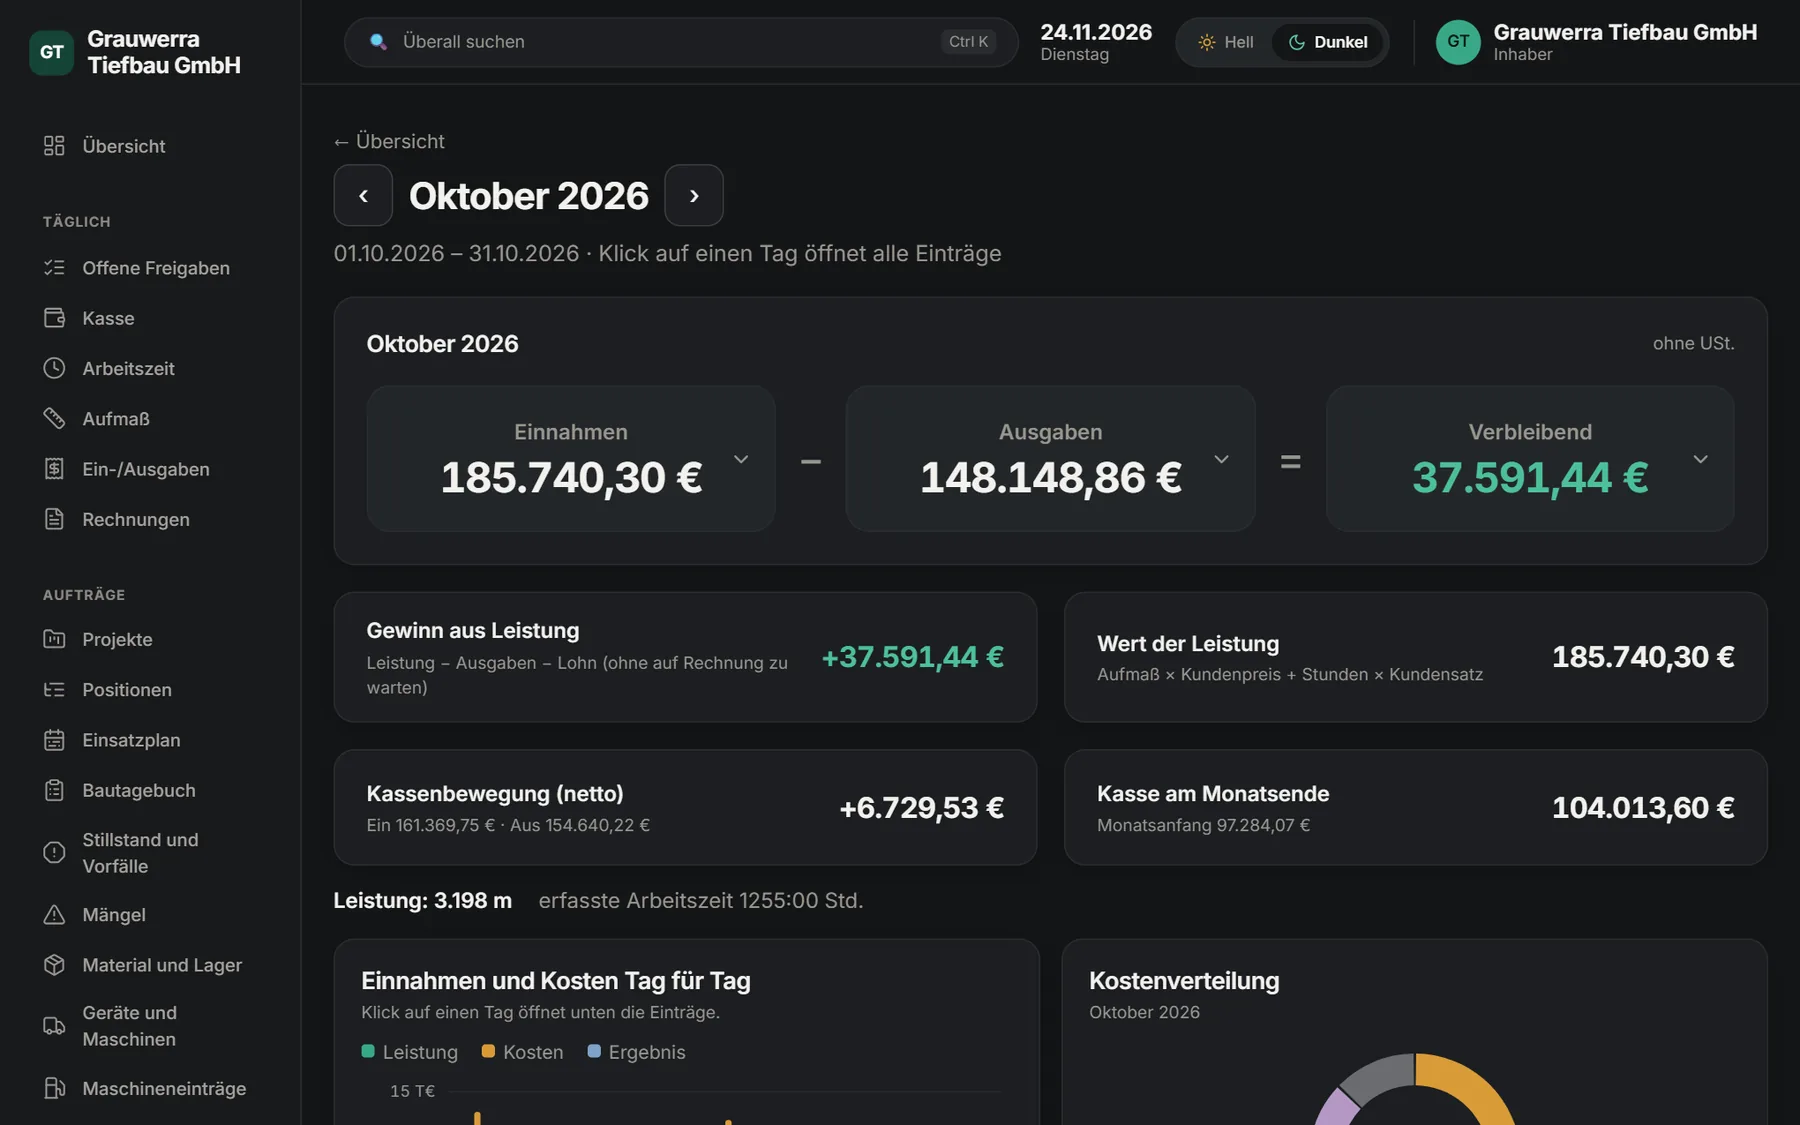 GT
Grauwerra
Tiefbau GmbH
Übersicht
TÄGLICH
Offene Freigaben
Kasse
Arbeitszeit
Aufmaß
Ein-/Ausgaben
Rechnungen
AUFTRÄGE
Projekte
Positionen
Einsatzplan
Bautagebuch
Stillstand und
Vorfälle
Mängel
Material und Lager
Geräte und
Maschinen
Maschineneinträge
Überall suchen
Ctrl K
24.11.2026
Dienstag
Hell
Dunkel
GT
Grauwerra Tiefbau GmbH
Inhaber
← Übersicht
‹ Oktober 2026 ›
01.10.2026 – 31.10.2026 · Klick auf einen Tag öffnet alle Einträge
Oktober 2026
ohne USt.
Einnahmen
185.740,30 €
–
Ausgaben
148.148,86 €
=
Verbleibend
37.591,44 €
Gewinn aus Leistung
Leistung – Ausgaben – Lohn (ohne auf Rechnung zu
warten)
+37.591,44 €
Wert der Leistung
Aufmaß × Kundenpreis + Stunden × Kundensatz
185.740,30 €
Kassenbewegung (netto)
Ein 161.369,75 € · Aus 154.640,22 €
+6.729,53 €
Kasse am Monatsende
Monatsanfang 97.284,07 €
104.013,60 €
Leistung: 3.198 m erfasste Arbeitszeit 1255:00 Std.
Einnahmen und Kosten Tag für Tag
Klick auf einen Tag öffnet unten die Einträge.
Leistung Kosten Ergebnis
15 T€
Kostenverteilung
Oktober 2026